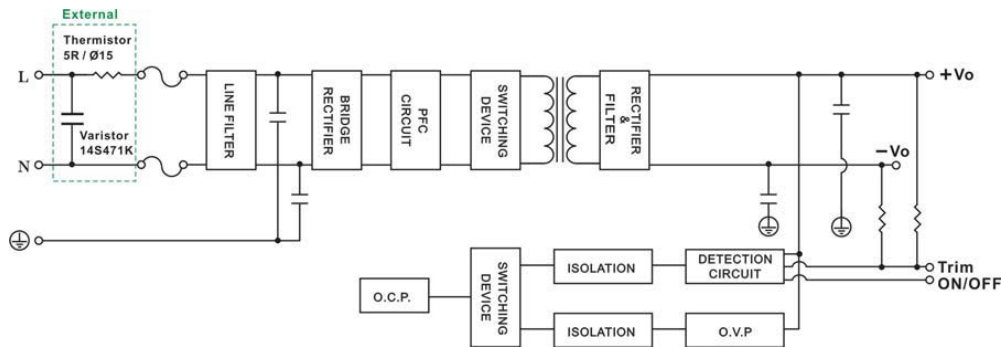 External
Thermistor
5R / Ø15
L
Varistor
14S471K
N
LINE FILTER
BRIDGE
RECTIFIER
PFC
CIRCUIT
SWITCHING
DEVICE
RECTIFIER
&
FILTER
+Vo
−Vo
Trim
ON/OFF
O.C.P.
SWITCHING
DEVICE
ISOLATION
DETECTION
CIRCUIT
ISOLATION
O.V.P